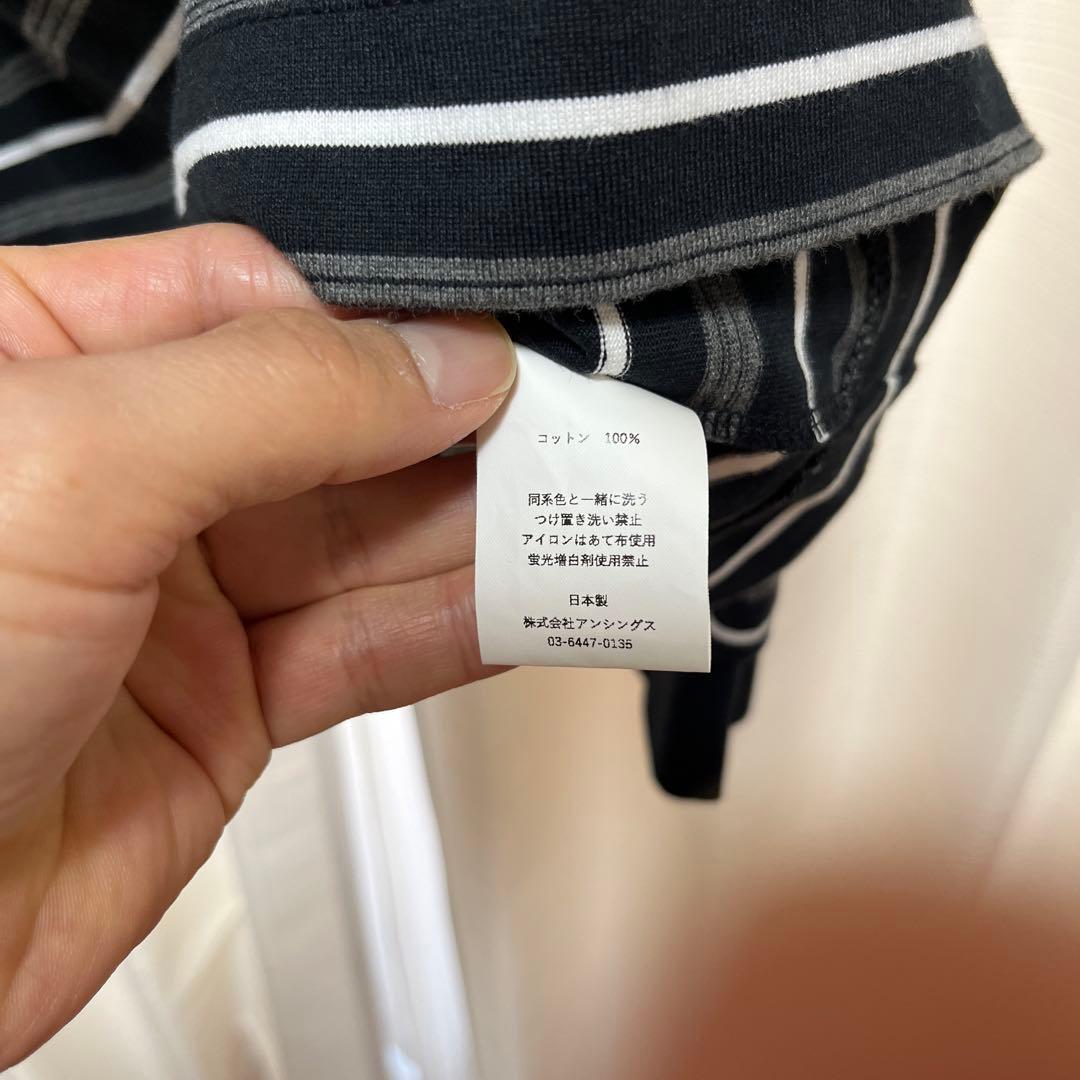 コットン 100%
同系色と一緒に洗う
つけ置き洗い禁止
アイロンはあて布使用
蛍光増白剤使用禁止
日本製
株式会社アンシングス
03-6447-0135